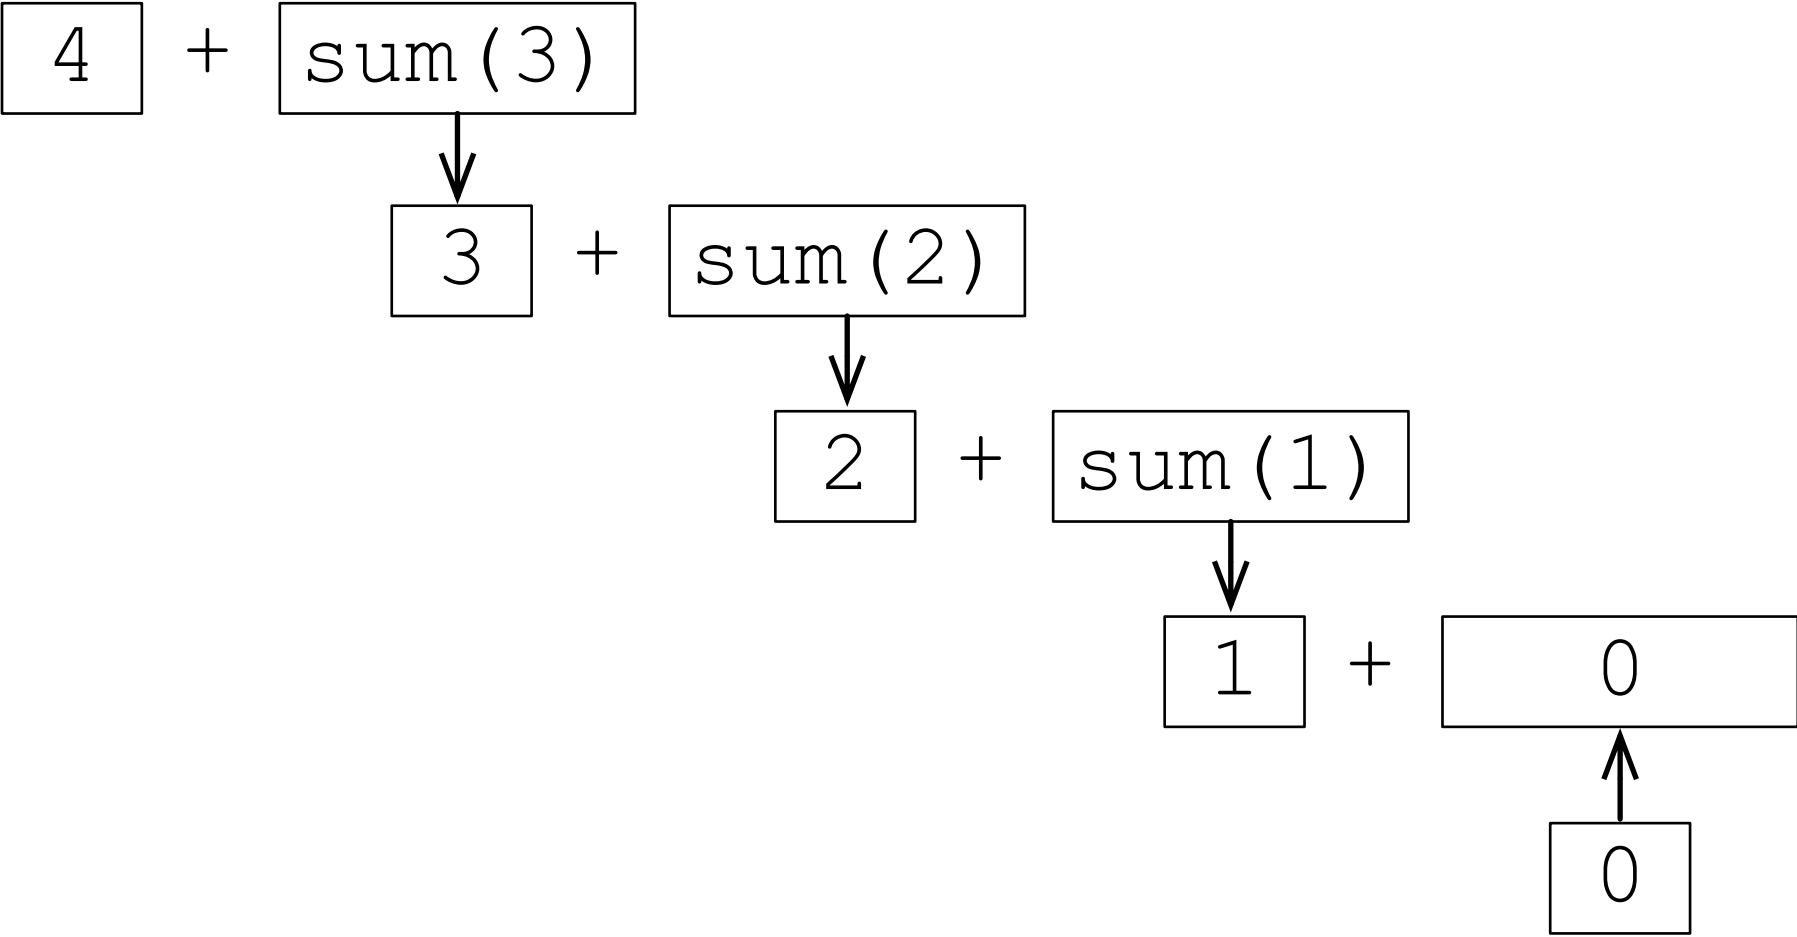 4 + sum(3)
3 + sum(2)
2 + sum(1)
1 + 0
0